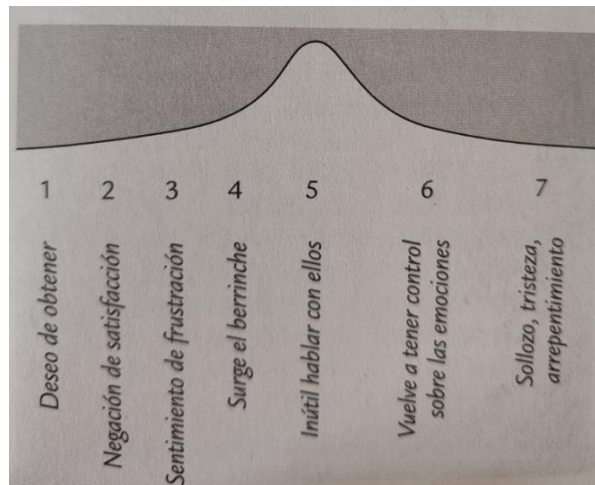 1
Deseo de obtener
2
Negación de satisfacción
3
Sentimiento de frustración
4
Surge el berrinche
5
Inútil hablar con ellos
6
Vuelve a tener control
sobre las emociones
7
Sollozo, tristeza,
arrepentimiento